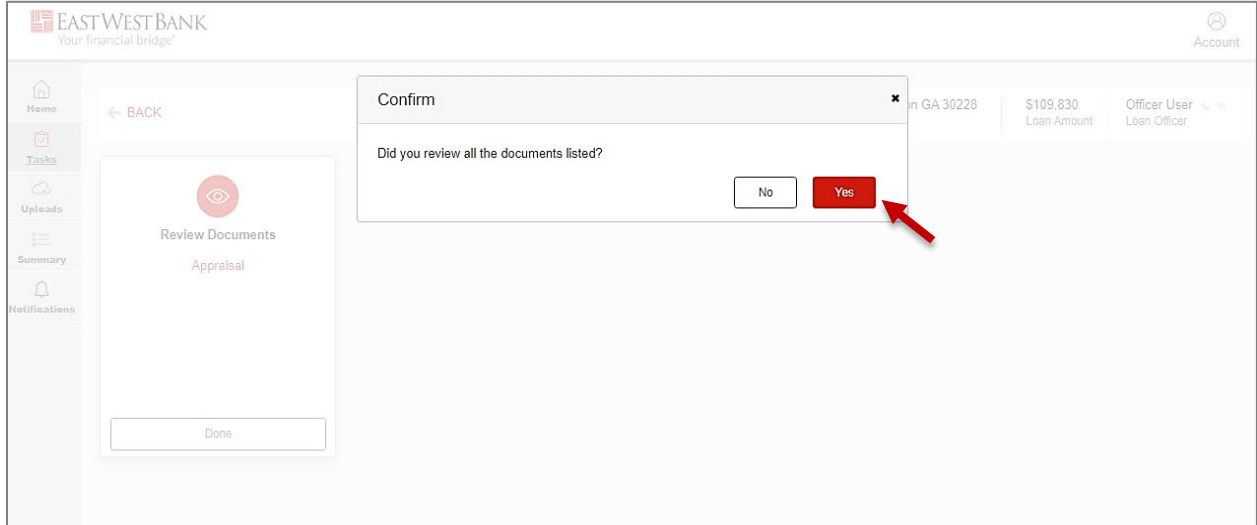 EASTWESTBANK
Your financial bridge®
Account
Home
Tasks
Uploads
Summary
Notifications
BACK
GA 30228
$109,830
Loan Amount
Officer User
Loan Officer
Confirm
Did you review all the documents listed?
No
Yes
Review Documents
Appraisal
Done